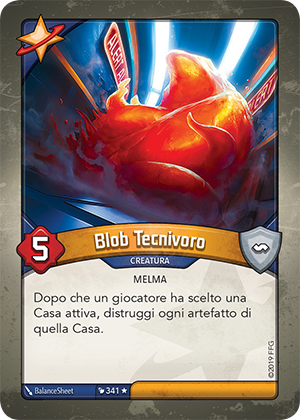 Blob Tecnivoro
5
CREATURA
MELMA
Dopo che un giocatore ha scelto una
Casa attiva, distruggi ogni artefatto di
quella Casa.
©2019 FFG
BalanceSheet
341